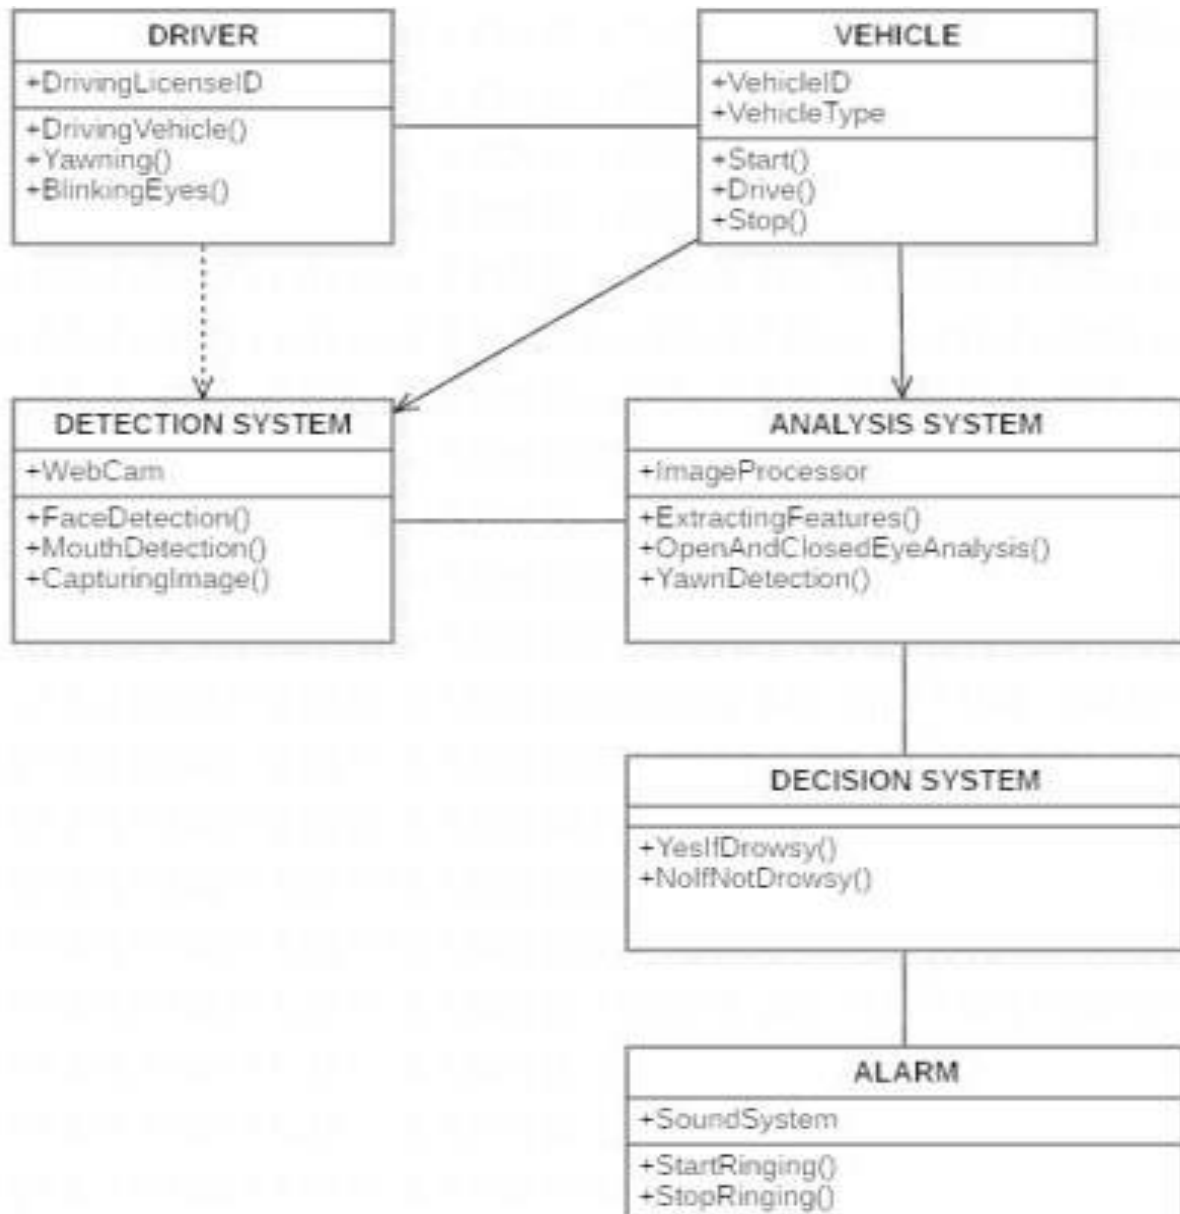 DRIVER
+DrivingLicenseID
+DrivingVehicle()
+Yawning()
+BlinkingEyes()
VEHICLE
+VehicleID
+VehicleType
+Start()
+Drive()
+Stop()
DETECTION SYSTEM
+WebCam
+FaceDetection()
+MouthDetection()
+CapturingImage()
ANALYSIS SYSTEM
+ImageProcessor
+ExtractingFeatures()
+OpenAndClosedEyeAnalysis()
+YawnDetection()
DECISION SYSTEM
+YesIfDrowsy()
+NoIfNotDrowsy()
ALARM
+SoundSystem
+StartRinging()
+StopRinging()